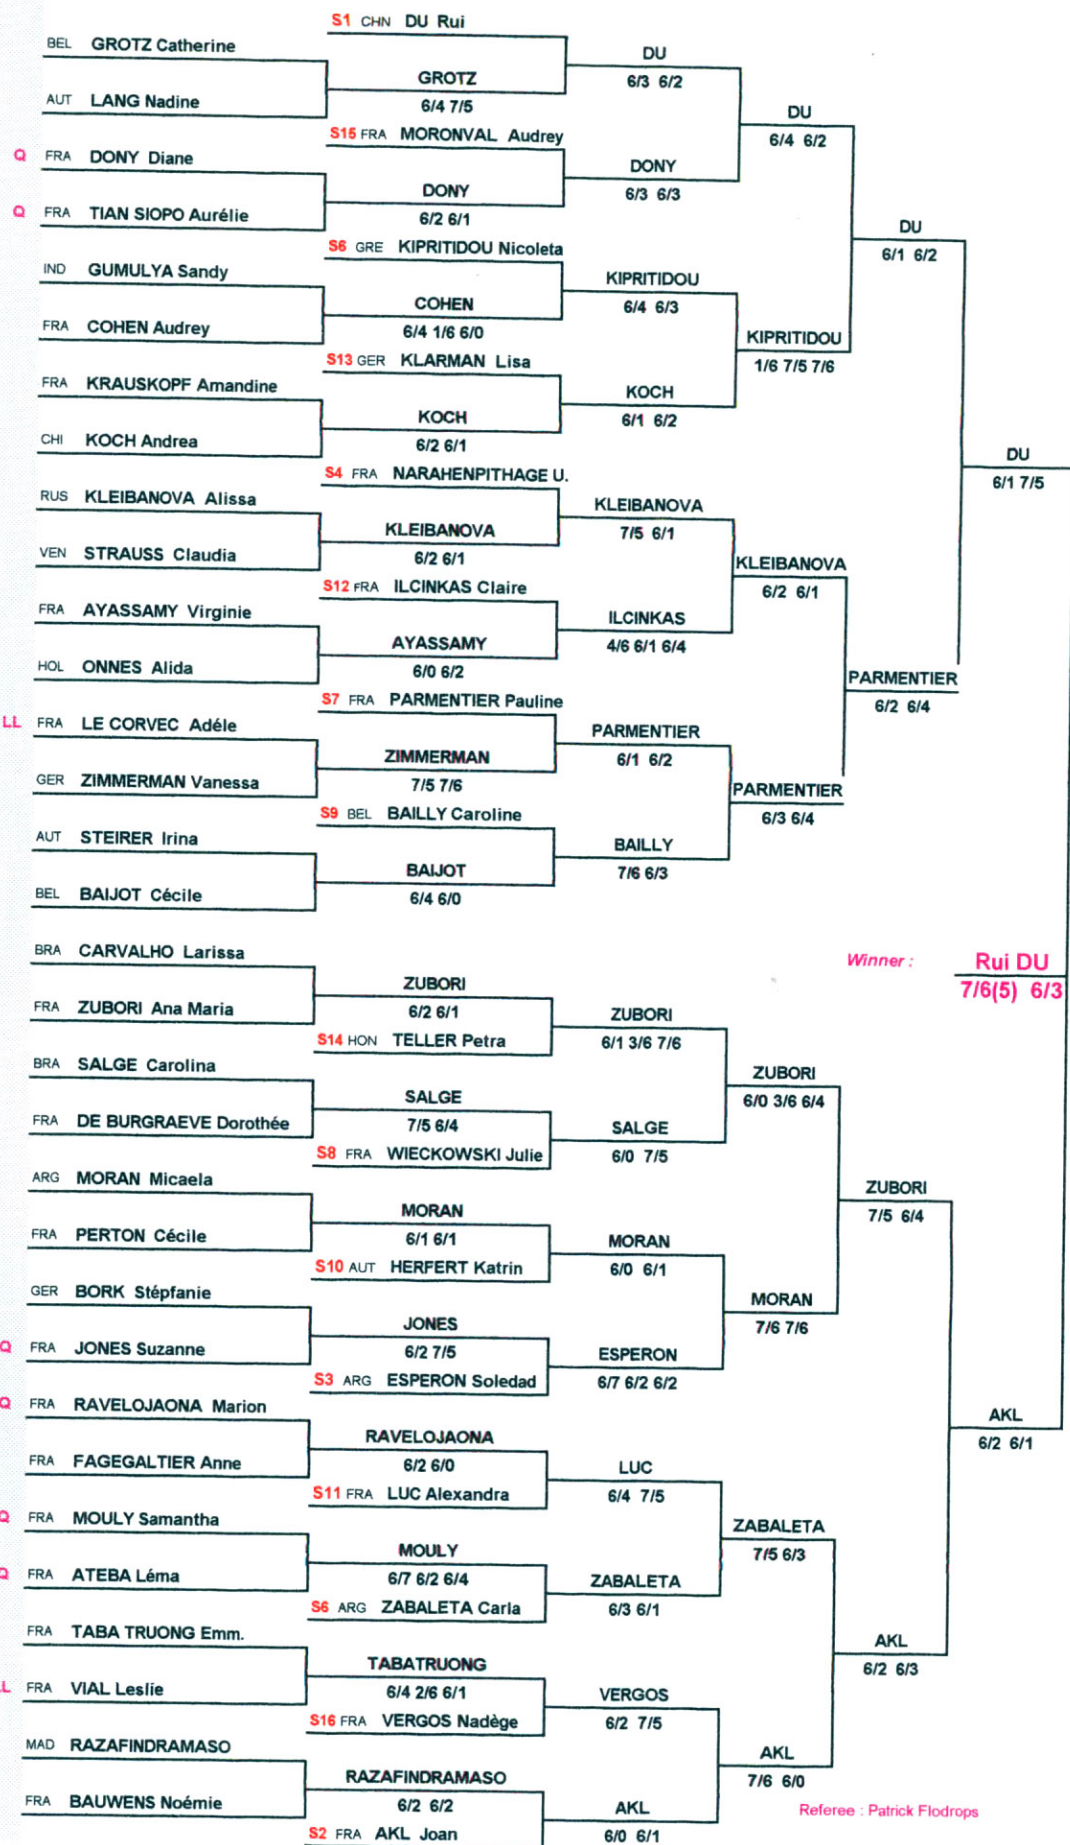 S1 CHN DU Rui
BEL GROTZ Catherine
DU
6/3 6/2
GROTZ
6/4 7/5
AUT LANG Nadine
DU
6/4 6/2
S15 FRA MORONVAL Audrey
Q FRA DONY Diane
DONY
6/3 6/3
DONY
6/2 6/1
Q FRA TIAN SIOPO Aurélie
DU
6/1 6/2
S6 GRE KIPRITIDOU Nicoleta
IND GUMULYA Sandy
KIPRITIDOU
6/4 6/3
COHEN
6/4 1/6 6/0
FRA COHEN Audrey
KIPRITIDOU
1/6 7/5 7/6
S13 GER KLARMAN Lisa
FRA KRAUSKOPF Amandine
KOCH
6/1 6/2
KOCH
6/2 6/1
CHI KOCH Andrea
DU
6/1 7/5
S4 FRA NARAHENPITHAGE U.
RUS KLEIBANOVA Alissa
KLEIBANOVA
7/5 6/1
KLEIBANOVA
6/2 6/1
VEN STRAUSS Claudia
KLEIBANOVA
6/2 6/1
S12 FRA ILCINKAS Claire
FRA AYASSAMY Virginie
ILCINKAS
4/6 6/1 6/4
AYASSAMY
6/0 6/2
HOL ONNES Alida
PARMENTIER
6/2 6/4
S7 FRA PARMENTIER Pauline
LL FRA LE CORVEC Adéle
PARMENTIER
6/1 6/2
ZIMMERMAN
7/5 7/6
GER ZIMMERMAN Vanessa
PARMENTIER
6/3 6/4
S9 BEL BAILLY Caroline
AUT STEIRER Irina
BAILLY
7/6 6/3
BAIJOT
6/4 6/0
BEL BAIJOT Cécile
BRA CARVALHO Larissa
Winner : Rui DU
7/6(5) 6/3
ZUBORI
6/2 6/1
FRA ZUBORI Ana Maria
ZUBORI
6/1 3/6 7/6
S14 HON TELLER Petra
BRA SALGE Carolina
ZUBORI
6/0 3/6 6/4
SALGE
7/5 6/4
FRA DE BURGRAEVE Dorothée
SALGE
6/0 7/5
S8 FRA WIECKOWSKI Julie
ARG MORAN Micaela
ZUBORI
7/5 6/4
MORAN
6/1 6/1
FRA PERTON Cécile
MORAN
6/0 6/1
S10 AUT HERFERT Katrin
GER BORK Stépfanie
MORAN
7/6 7/6
JONES
6/2 7/5
Q FRA JONES Suzanne
ESPERON
6/7 6/2 6/2
S3 ARG ESPERON Soledad
Q FRA RAVELOJAONA Marion
AKL
6/2 6/1
RAVELOJAONA
6/2 6/0
FRA FAGEGALTIER Anne
LUC
6/4 7/5
S11 FRA LUC Alexandra
Q FRA MOULY Samantha
ZABALETA
7/5 6/3
MOULY
6/7 6/2 6/4
Q FRA ATEBA Léma
ZABALETA
6/3 6/1
S6 ARG ZABALETA Carla
FRA TABA TRUONG Emm.
AKL
6/2 6/3
TABATRUONG
6/4 2/6 6/1
LL FRA VIAL Leslie
VERGOS
6/2 7/5
S16 FRA VERGOS Nadège
MAD RAZAFINDRAMASO
AKL
7/6 6/0
RAZAFINDRAMASO
6/2 6/2
FRA BAUWENS Noémie
AKL
6/0 6/1
Referee : Patrick Flodrops
S2 FRA AKL Joan